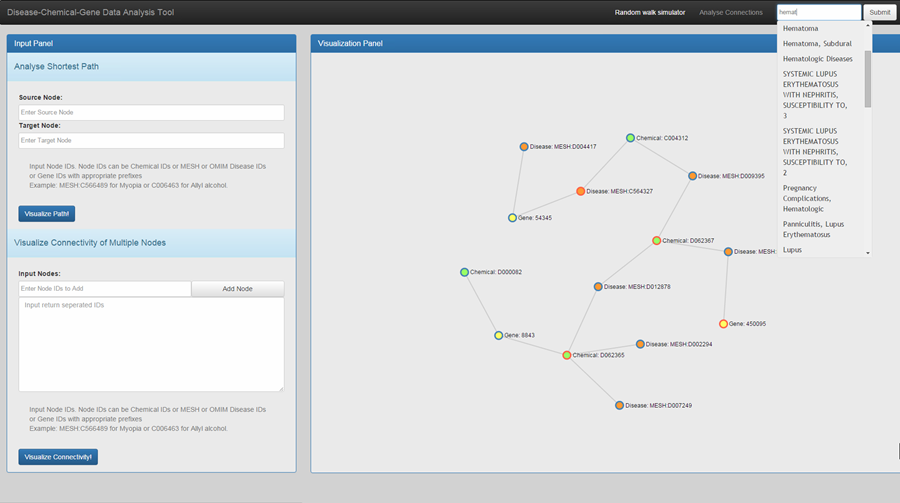 Disease-Chemical-Gene Data Analysis Tool
Random walk simulator
Analyse Connections
hemat
Submit
Hematoma
Hematoma, Subdural
Hematologic Diseases
SYSTEMIC LUPUS
ERYTHEMATOSUS
WITH NEPHRITIS,
SUSCEPTIBILITY TO,
3
SYSTEMIC LUPUS
ERYTHEMATOSUS
WITH NEPHRITIS,
SUSCEPTIBILITY TO,
2
Pregnancy
Complications,
Hematologic
Panniculitis, Lupus
Erythematosus
Lupus
Input Panel
Analyse Shortest Path
Source Node:
Enter Source Node
Target Node:
Enter Target Node
Input Node IDs. Node IDs can be Chemical IDs or MESH or OMIM Disease IDs
or Gene IDs with appropriate prefixes
Example: MESH:C566489 for Myopia or C006463 for Allyl alcohol.
Visualize Path!
Visualize Connectivity of Multiple Nodes
Input Nodes:
Enter Node IDs to Add
Add Node
Input return seperated IDs
Input Node IDs. Node IDs can be Chemical IDs or MESH or OMIM Disease IDs
or Gene IDs with appropriate prefixes
Example: MESH:C566489 for Myopia or C006463 for Allyl alcohol.
Visualize Connectivity!
Visualization Panel
Chemical: C004312
Disease: MESH:D004417
Disease: MESH:D009395
Disease: MESH:C564327
Gene: 54345
Chemical: D062367
Disease: MESH:
Chemical: D000082
Disease: MESH:D012878
Gene: 450095
Gene: 8843
Disease: MESH:D002294
Chemical: D062365
Disease: MESH:D007249